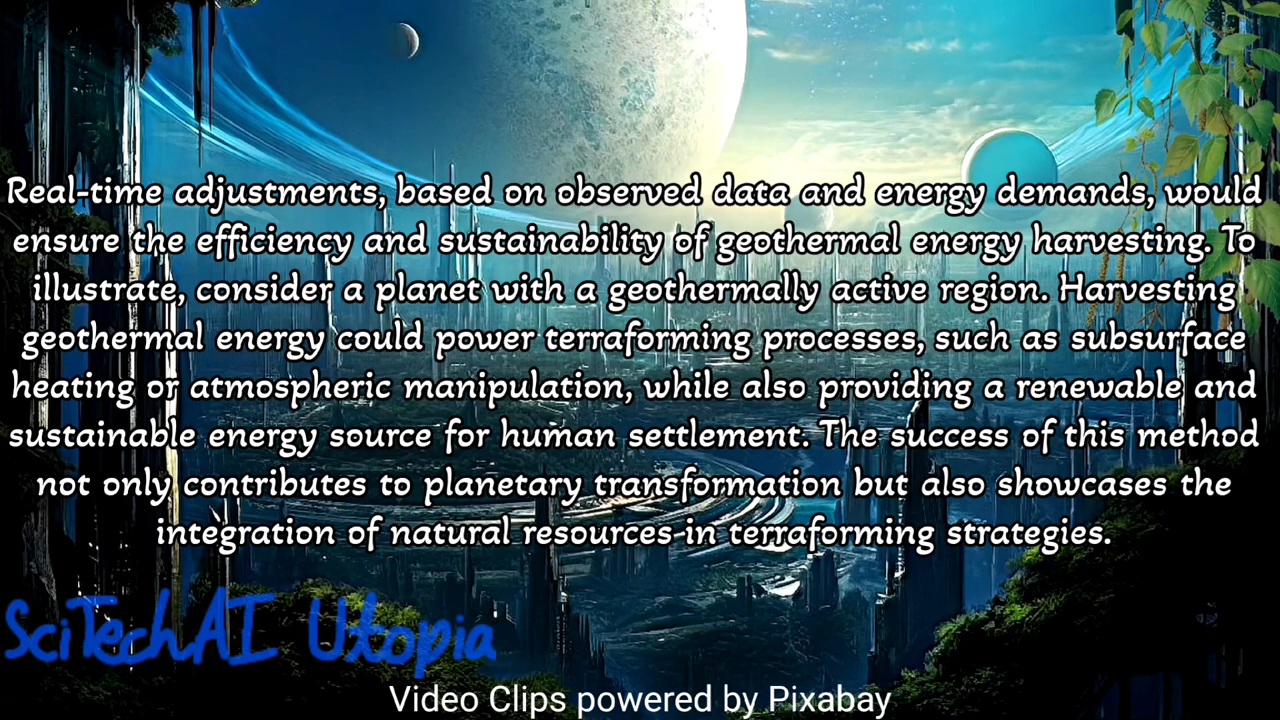 Real-time adjustments, based on observed data and energy demands, would
ensure the efficiency and sustainability of geothermal energy harvesting. To
illustrate, consider a planet with a geothermally active region. Harvesting
geothermal energy could power terraforming processes, such as subsurface
heating or atmospheric manipulation, while also providing a renewable and
sustainable energy source for human settlement. The success of this method
not only contributes to planetary transformation but also showcases the
integration of natural resources in terraforming strategies.
SciTechAI Utopia
Video Clips powered by Pixabay